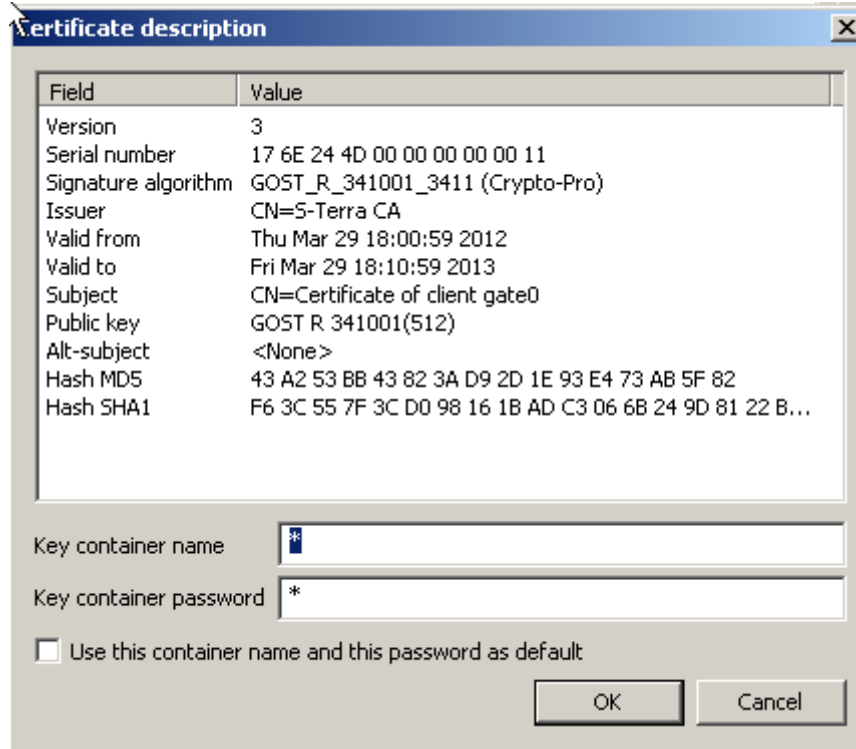 Certificate description
Field Value
Version 3
Serial number 17 6E 24 4D 00 00 00 00 00 11
Signature algorithm GOST_R_341001_3411 (Crypto-Pro)
Issuer CN=S-Terra CA
Valid from Thu Mar 29 18:00:59 2012
Valid to Fri Mar 29 18:10:59 2013
Subject CN=Certificate of client gate0
Public key GOST R 341001(512)
Alt-subject <None>
Hash MD5 43 A2 53 BB 43 82 3A D9 2D 1E 93 E4 73 AB 5F 82
Hash SHA1 F6 3C 55 7F 3C D0 98 16 1B AD C3 06 6B 24 9D 81 22 B...
Key container name *
Key container password *
Use this container name and this password as default
OK Cancel